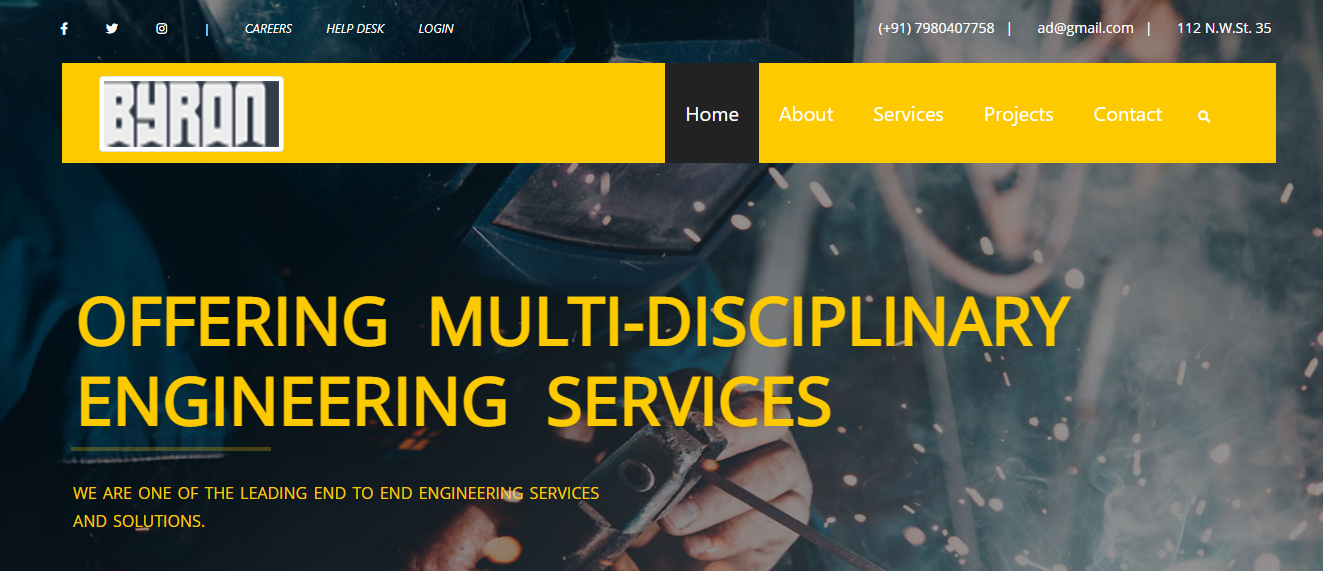 | CAREERS HELP DESK LOGIN (+91) 7980407758 | ad@gmail.com | 112 N.W.St. 35
BYRON Home About Services Projects Contact
OFFERING MULTI-DISCIPLINARY
ENGINEERING SERVICES
WE ARE ONE OF THE LEADING END TO END ENGINEERING SERVICES
AND SOLUTIONS.